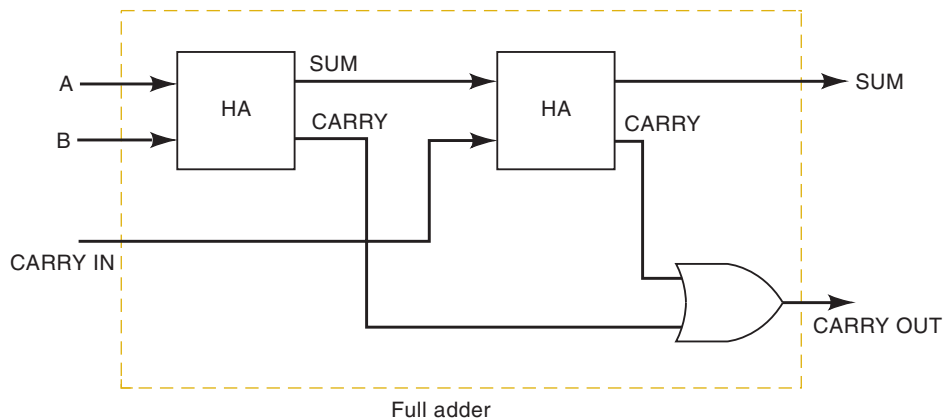 SUM
A
HA
HA
SUM
CARRY
CARRY
B
CARRY IN
CARRY OUT
Full adder